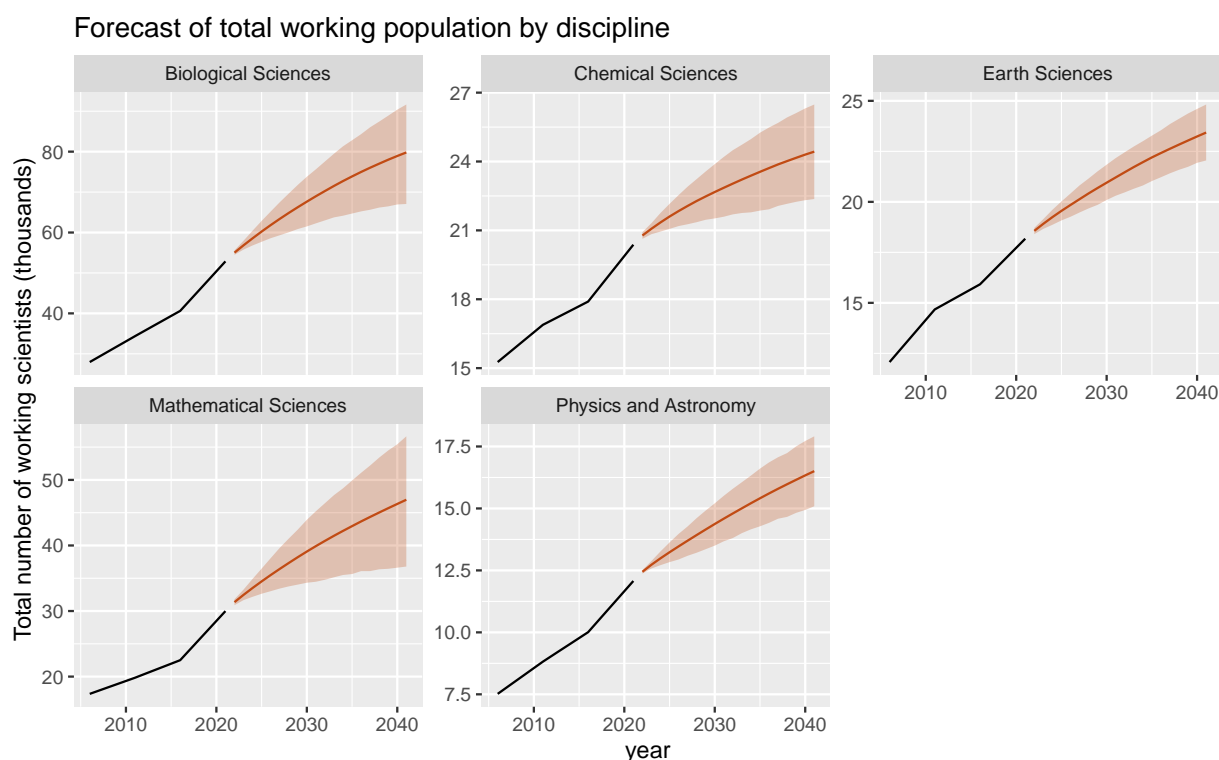 Forecast of total working population by discipline
Biological Sciences
Chemical Sciences
Earth Sciences
Total number of working scientists (thousands)
80
60
40
27
24
21
18
15
25
20
15
2010 2020 2030 2040
Mathematical Sciences
Physics and Astronomy
50
40
30
20
17.5
15.0
12.5
10.0
7.5
2010 2020 2030 2040
2010 2020 2030 2040
year